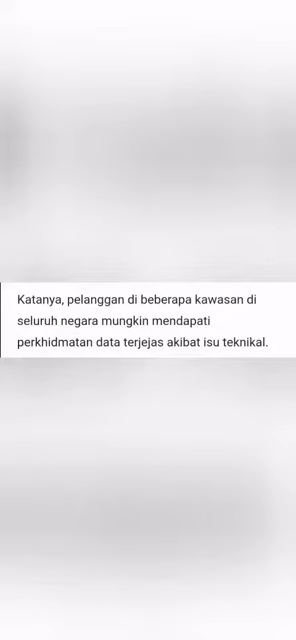 Katanya, pelanggan di beberapa kawasan di
seluruh negara mungkin mendapati
perkhidmatan data terjejas akibat isu teknikal.